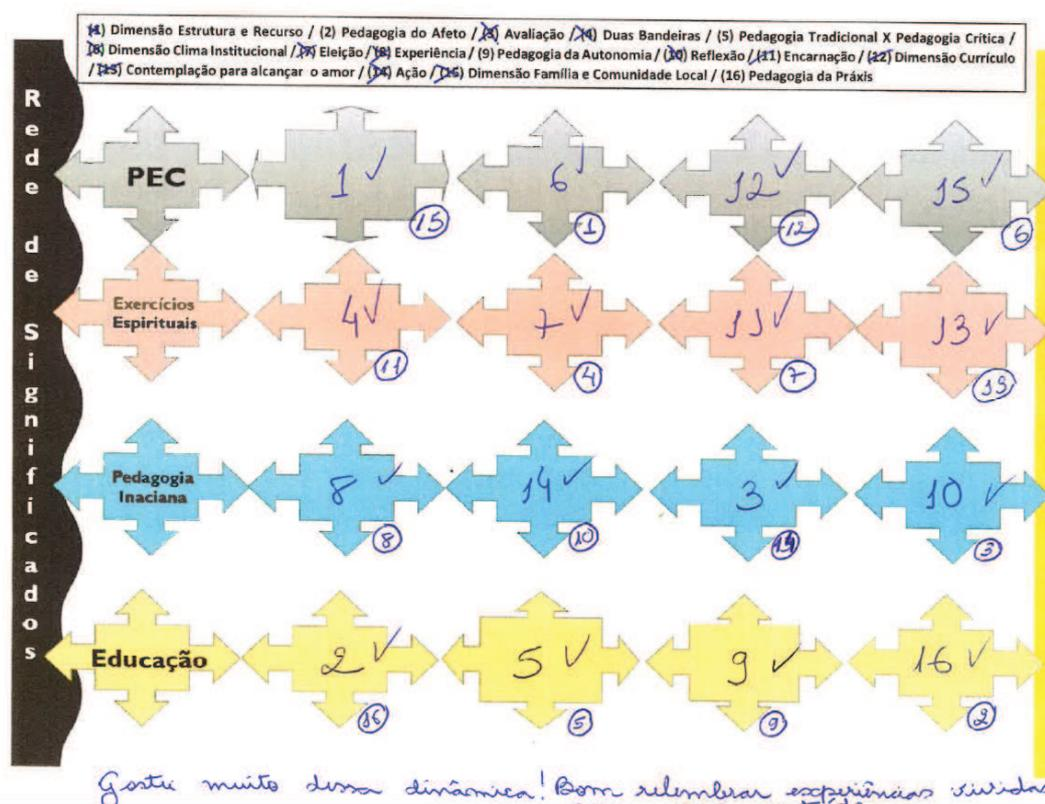 (1) Dimensão Estrutura e Recurso / (2) Pedagogia do Afeto / (3) Avaliação / (4) Duas Bandeiras / (5) Pedagogia Tradicional X Pedagogia Crítica /
(6) Dimensão Clima Institucional / (7) Eleição / (8) Experiência / (9) Pedagogia da Autonomia / (10) Reflexão / (11) Encarnação / (12) Dimensão Currículo
/ (13) Contemplação para alcançar o amor / (14) Ação / (15) Dimensão Família e Comunidade Local / (16) Pedagogia da Práxis
Rede de Significados
PEC 1 ✓ 6 ✓ 12 ✓ 15 ✓
15 1 12 6
Exercícios
Espirituais 4 ✓ 7 ✓ 11 ✓ 13 ✓
11 4 7 13
Pedagogia
Inaciana 8 ✓ 14 ✓ 3 ✓ 10 ✓
8 10 14 3
Educação 2 ✓ 5 ✓ 9 ✓ 16 ✓
16 5 9 2
Gostei muito dessa dinâmica! Bom relembrar experiências vividas